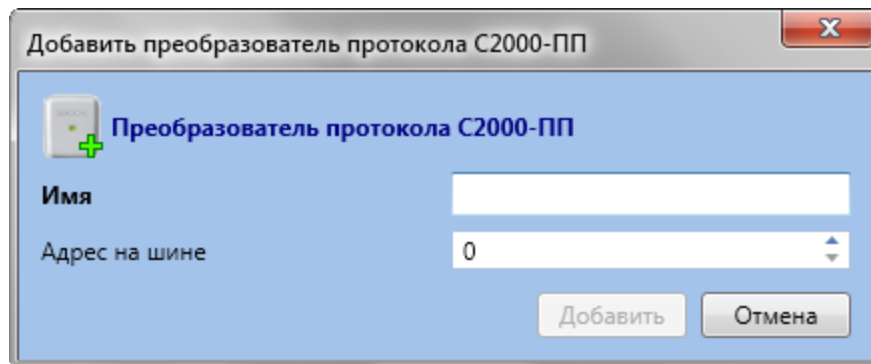 Добавить преобразователь протокола С2000-ПП
Преобразователь протокола С2000-ПП
Имя
Адрес на шине 0
Добавить Отмена